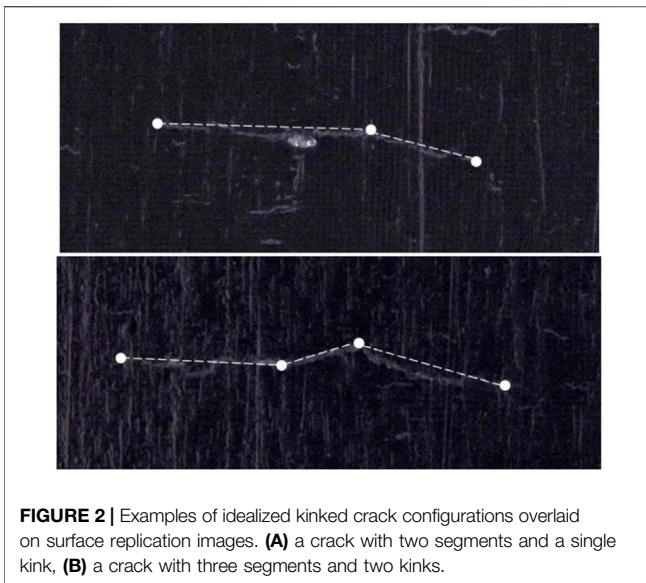 FIGURE 2 | Examples of idealized kinked crack configurations overlaid
on surface replication images. (A) a crack with two segments and a single
kink, (B) a crack with three segments and two kinks.